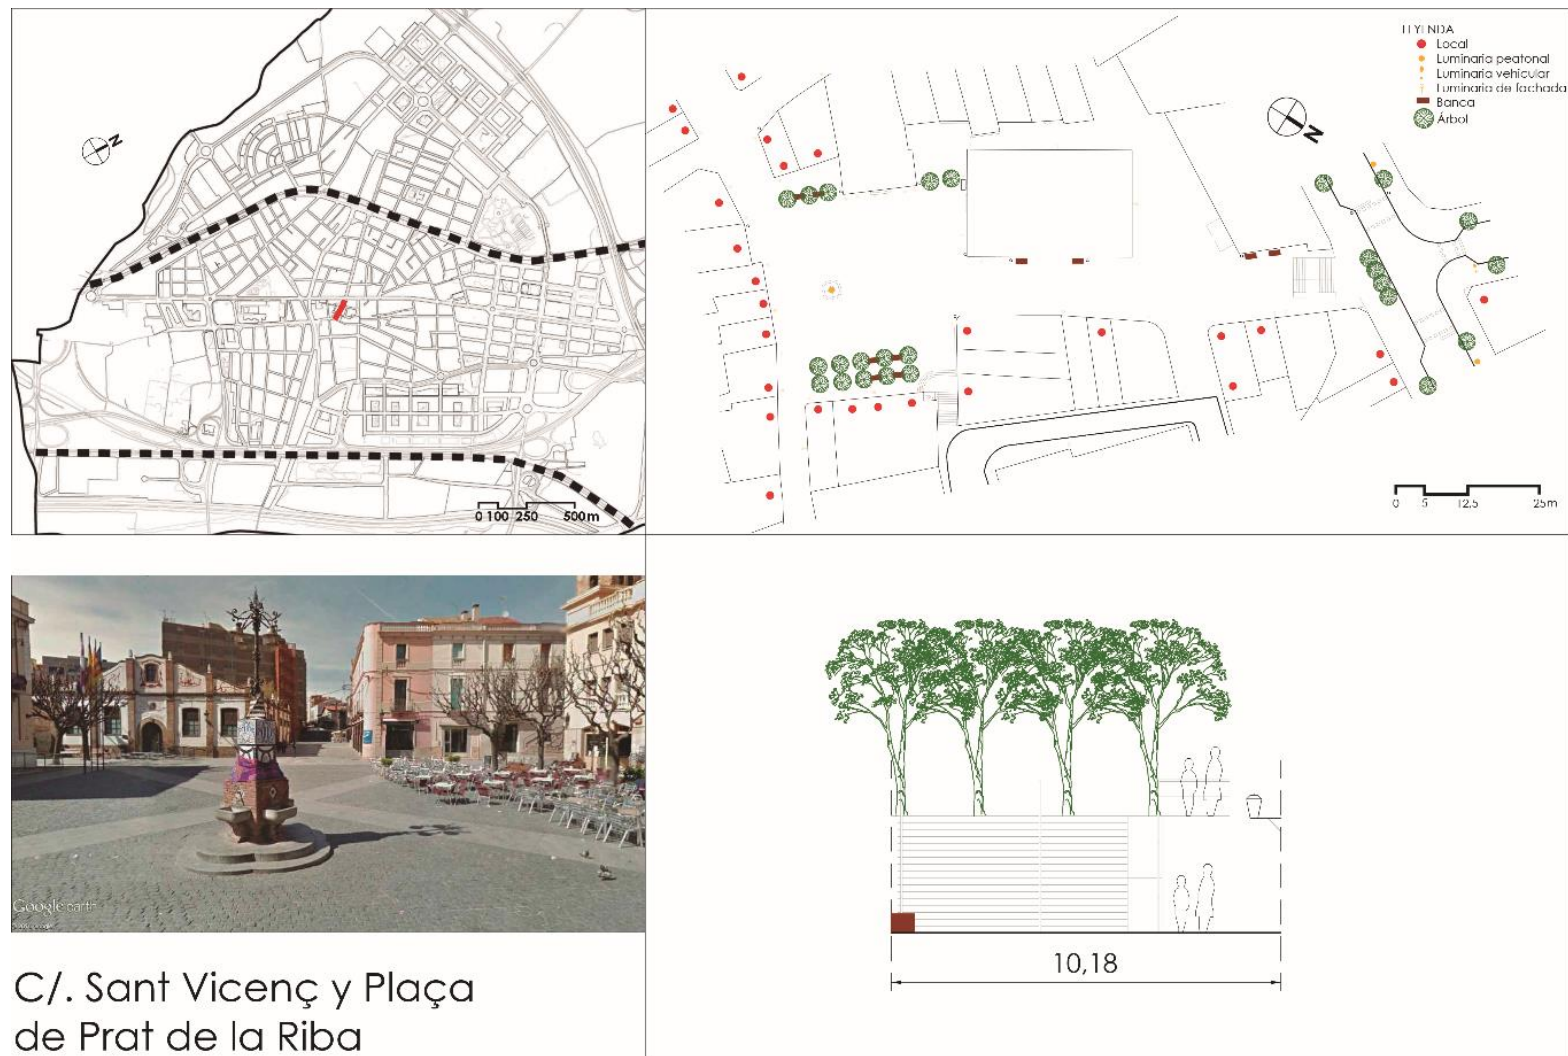 N
0 100 250 500m
LEYENDA
Local
Luminaria peatonal
Luminaria vehicular
Luminaria de fachada
Banca
Árbol
N
0 5 12,5 25m
Google earth
10,18
C/. Sant Vicenç y Plaça
de Prat de la Riba